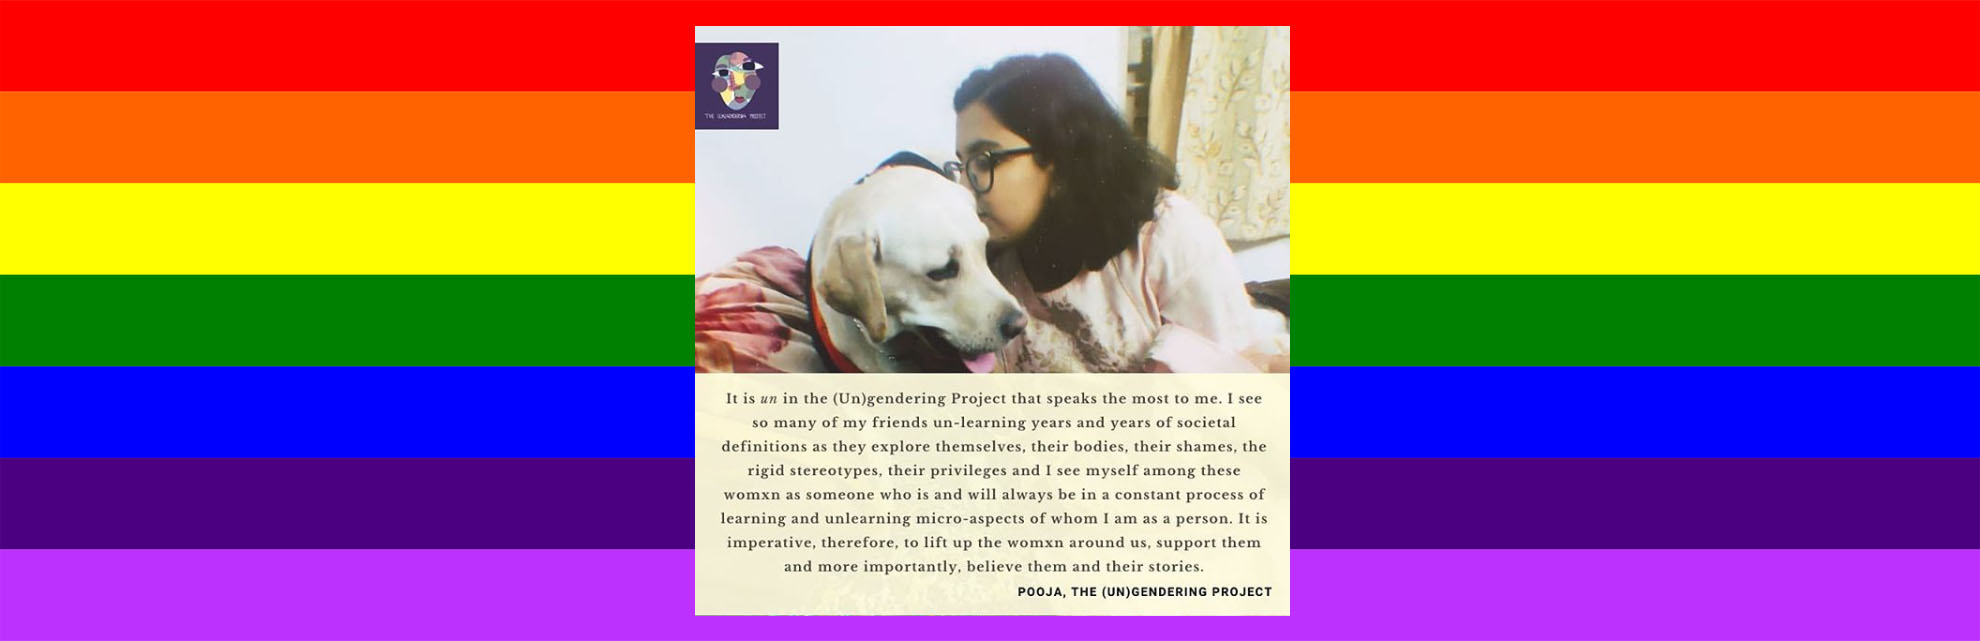 THE (UN)GENDERING PROJECT
It is un in the (Un)gendering Project that speaks the most to me. I see
so many of my friends un-learning years and years of societal
definitions as they explore themselves, their bodies, their shames, the
rigid stereotypes, their privileges and I see myself among these
womxn as someone who is and will always be in a constant process of
learning and unlearning micro-aspects of whom I am as a person. It is
imperative, therefore, to lift up the womxn around us, support them
and more importantly, believe them and their stories.
POOJA, THE (UN)GENDERING PROJECT